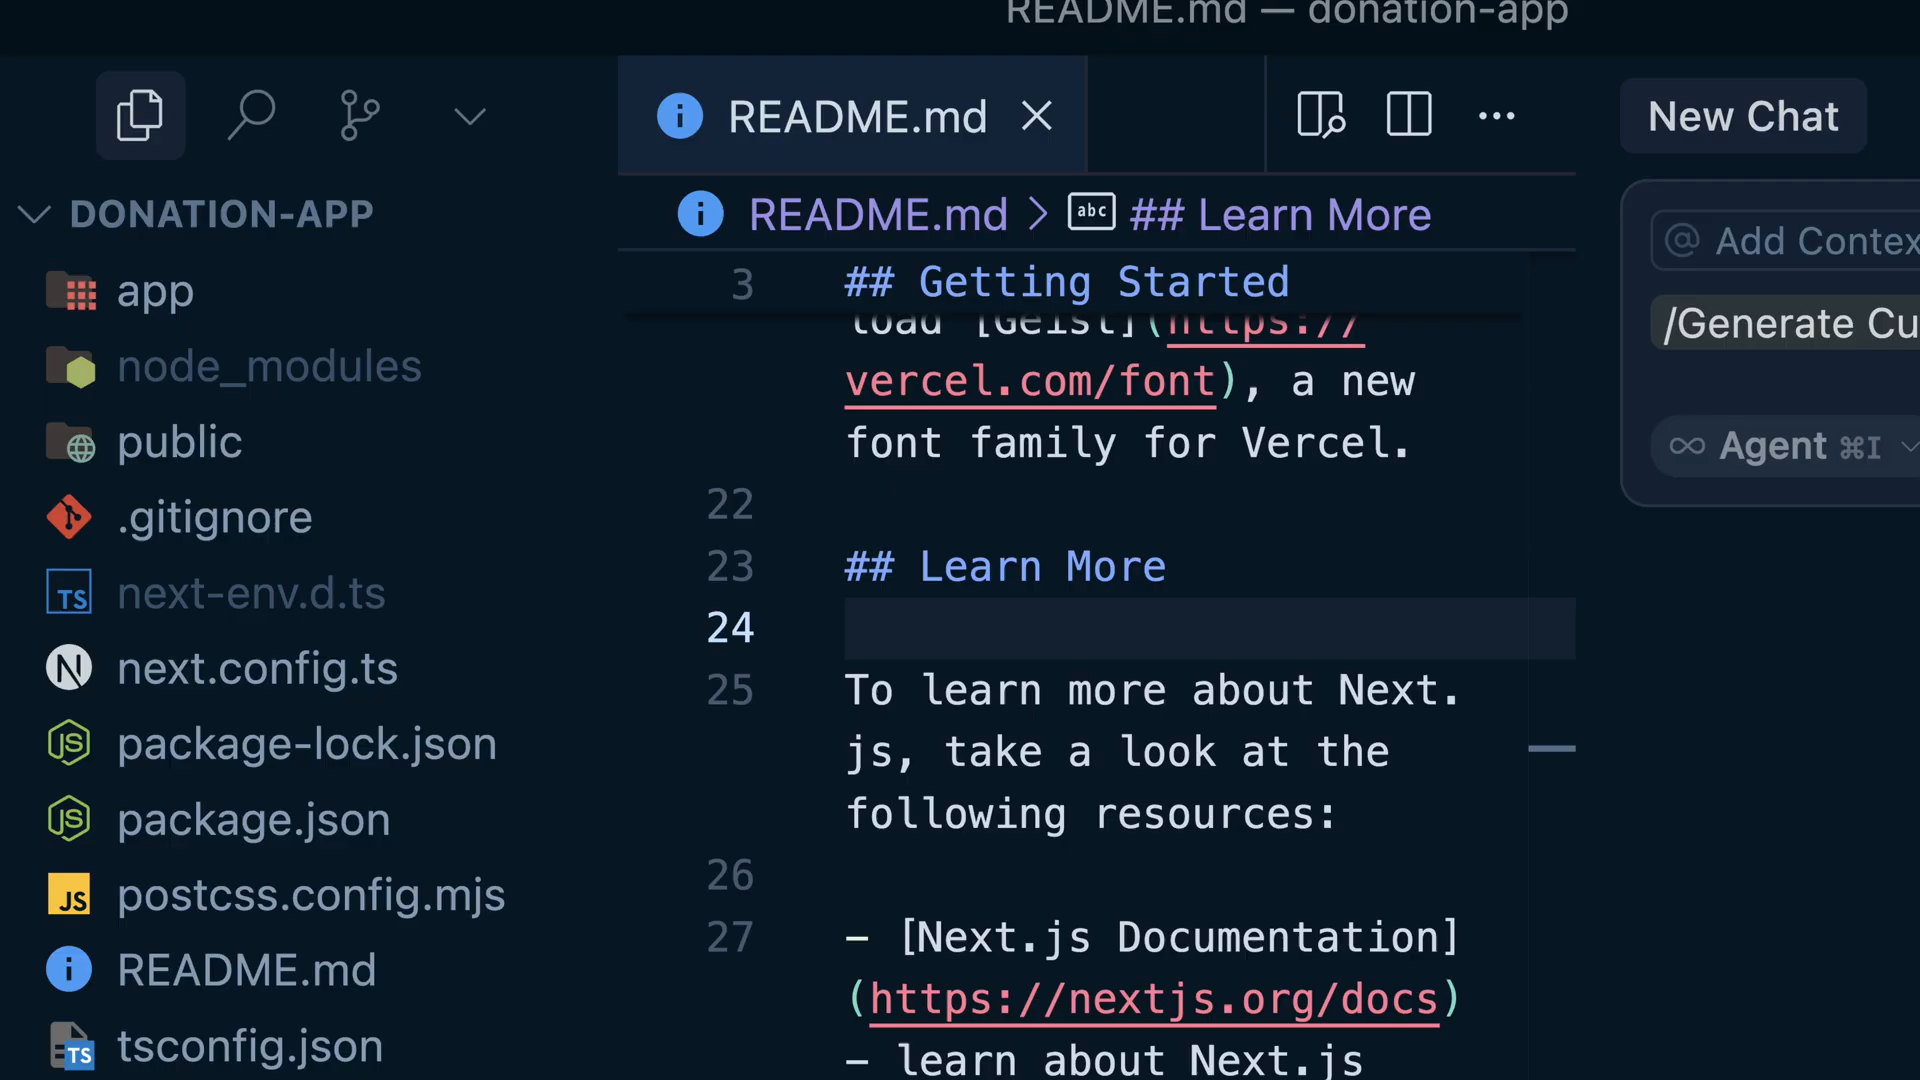 README.md — donation-app
README.md
New Chat
DONATION-APP
README.md > ## Learn More
@ Add Contex
app
3 ## Getting Started
load [Geist](https://
/Generate Cu
node_modules
vercel.com/font), a new
public
font family for Vercel.
Agent ⌘I
.gitignore
22
next-env.d.ts
23 ## Learn More
24
next.config.ts
25 To learn more about Next.
package-lock.json
js, take a look at the
package.json
following resources:
26
postcss.config.mjs
27 - [Next.js Documentation]
README.md
(https://nextjs.org/docs)
tsconfig.json
- learn about Next.js